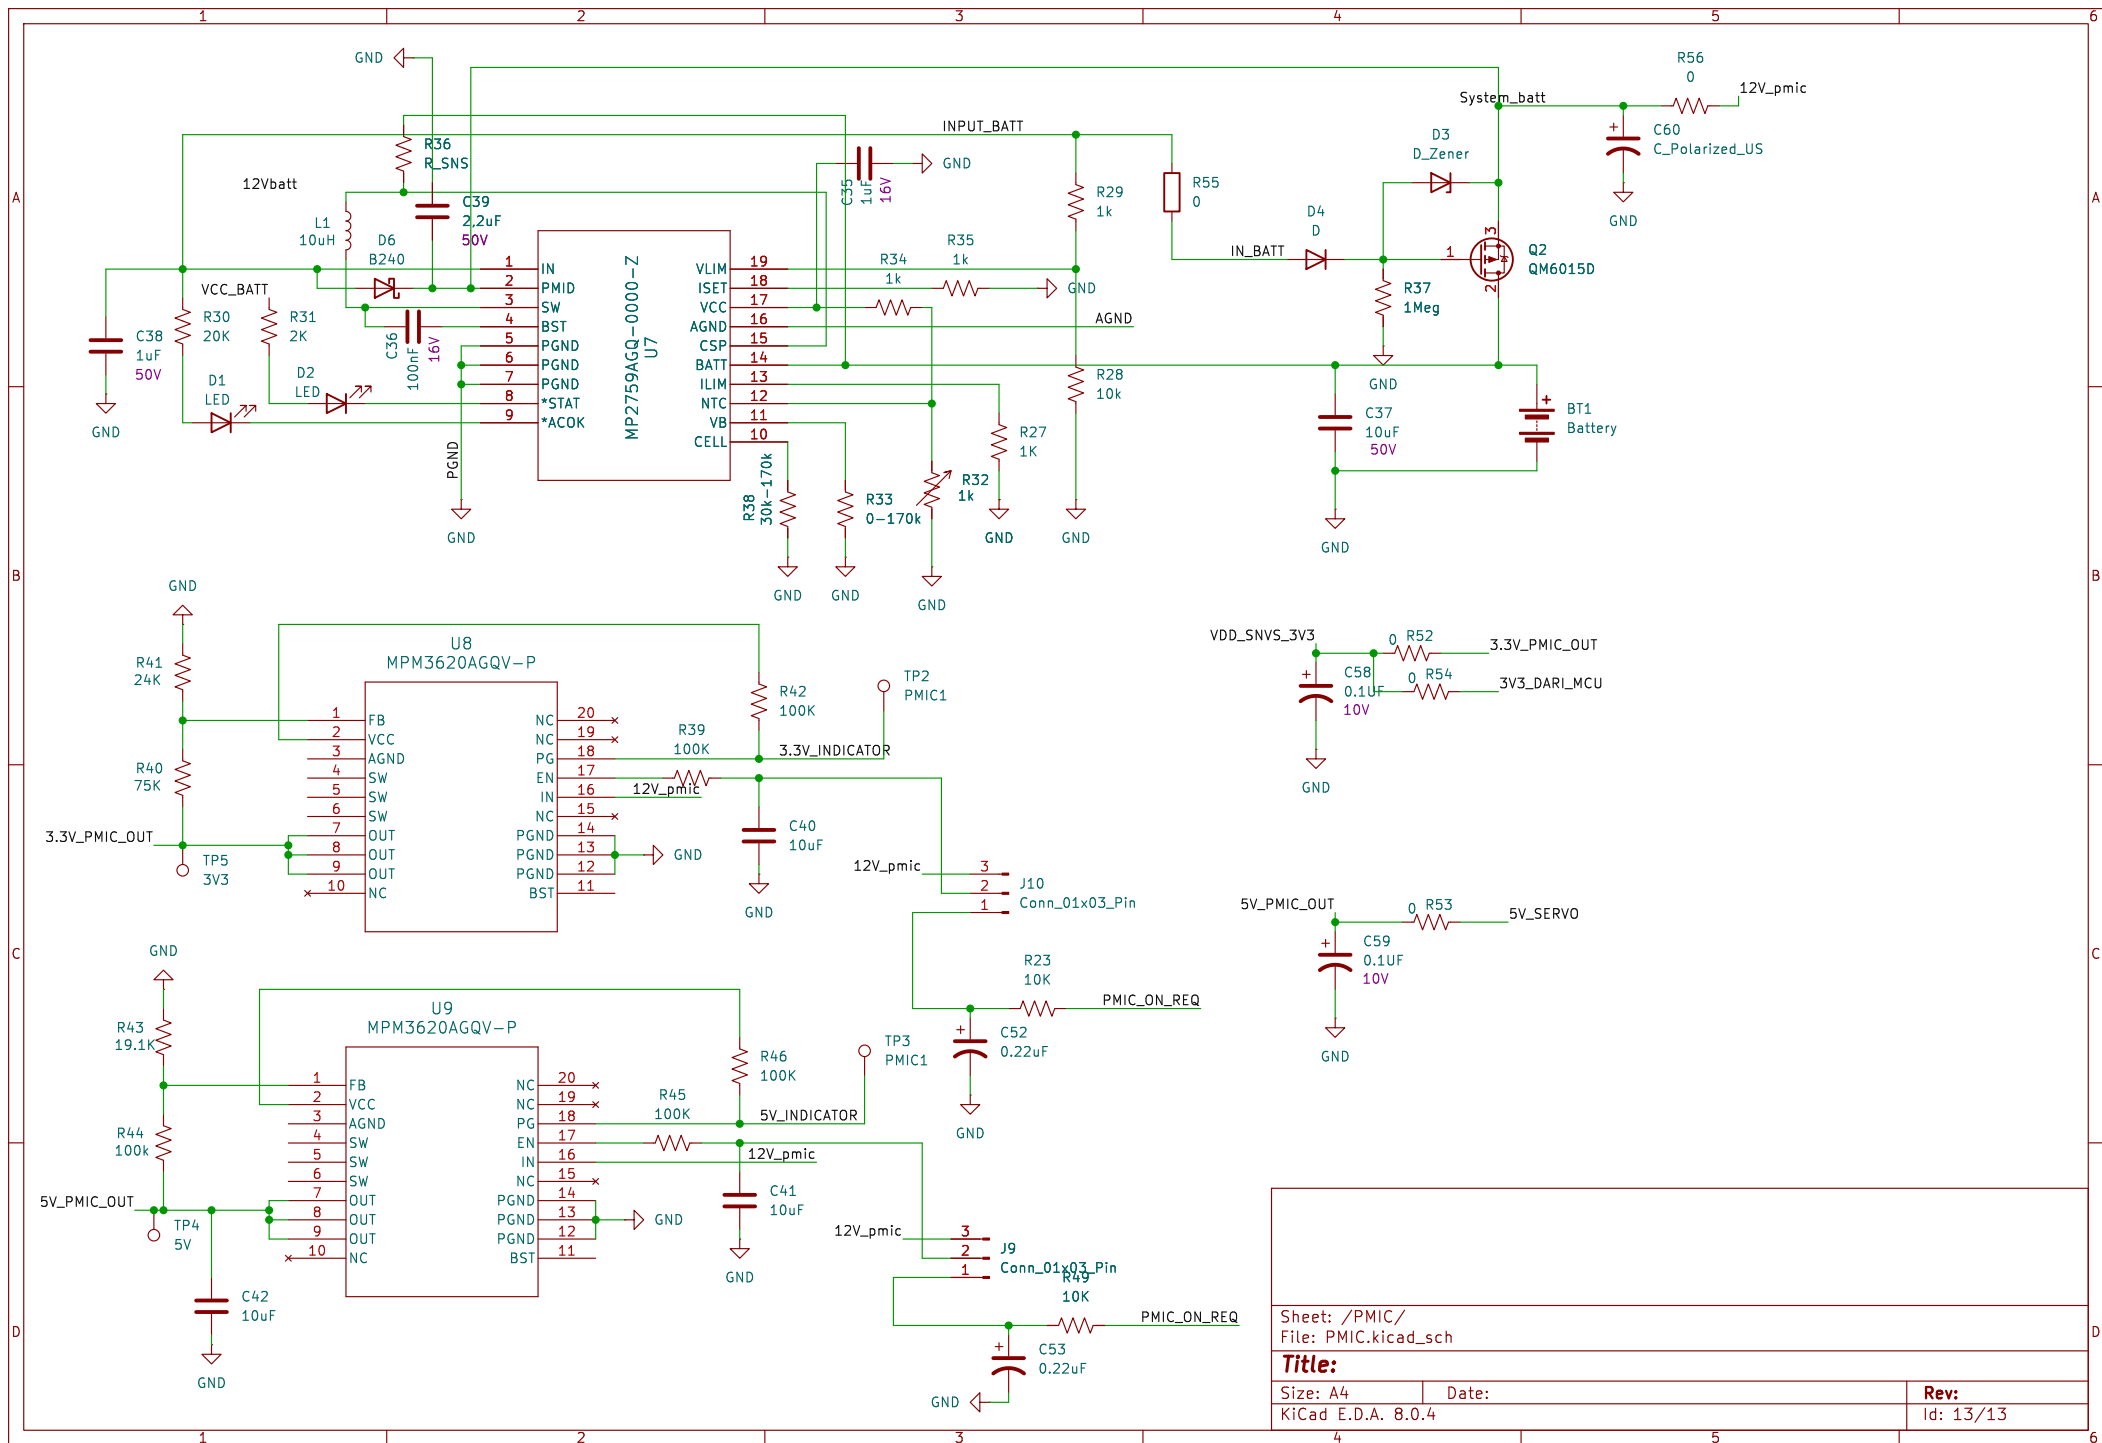 1 2 3 4 5 6
GND
R56
0
12V_pmic
System_batt
INPUT_BATT
D3
D_Zener
C60
C_Polarized_US
R36
R_SNS
GND
12Vbatt
C35
1uF
16V
R29
1k
R55
0
GND
A
A
C39
2,2uF
50V
L1
10uH
D6
B240
R35
1k
R34
1k
D4
D
IN_BATT
3
1
2
Q2
QM6015D
VCC_BATT
R30
20K
R31
2K
C38
1uF
50V
C36
100nF
16V
1 IN
2 PMID
3 SW
4 BST
5 PGND
6 PGND
7 PGND
8 *STAT
9 *ACOK
MP2759AGQ-0000-Z
U7
VLIM 19
ISET 18
VCC 17
AGND 16
CSP 15
BATT 14
ILIM 13
NTC 12
VB 11
CELL 10
GND
AGND
R37
1Meg
GND
D1
LED
D2
LED
GND
R28
10k
C37
10uF
50V
BT1
Battery
PGND
R27
1K
R38
30k-170k
R33
0-170k
R32
1k
GND
GND
GND
GND
GND
GND
GND
B
B
GND
R41
24K
U8
MPM3620AGQV-P
R42
100K
TP2
PMIC1
R39
100K
3.3V_INDICATOR
12V_pmic
1 FB
2 VCC
3 AGND
4 SW
5 SW
6 SW
7 OUT
8 OUT
9 OUT
10 NC
NC 20
NC 19
PG 18
EN 17
IN 16
NC 15
PGND 14
PGND 13
PGND 12
BST 11
R40
75K
3.3V_PMIC_OUT
TP5
3V3
GND
C40
10uF
GND
12V_pmic
3
2
1
J10
Conn_01x03_Pin
VDD_SNVS_3V3
0 R52
3.3V_PMIC_OUT
0 R54
3V3_DARI_MCU
C58
0.1UF
10V
GND
5V_PMIC_OUT
0 R53
5V_SERVO
C59
0.1UF
10V
GND
C
C
GND
R43
19.1K
U9
MPM3620AGQV-P
R46
100K
TP3
PMIC1
R45
100K
5V_INDICATOR
12V_pmic
R23
10K
PMIC_ON_REQ
C52
0.22uF
GND
1 FB
2 VCC
3 AGND
4 SW
5 SW
6 SW
7 OUT
8 OUT
9 OUT
10 NC
NC 20
NC 19
PG 18
EN 17
IN 16
NC 15
PGND 14
PGND 13
PGND 12
BST 11
R44
100k
5V_PMIC_OUT
TP4
5V
GND
C41
10uF
GND
C42
10uF
GND
12V_pmic
3
2
1
J9
Conn_01x03_Pin
R49
10K
PMIC_ON_REQ
C53
0.22uF
GND
D
D
Sheet: /PMIC/
File: PMIC.kicad_sch
Title:
Size: A4 Date: Rev:
KiCad E.D.A. 8.0.4 Id: 13/13
1 2 3 4 5 6